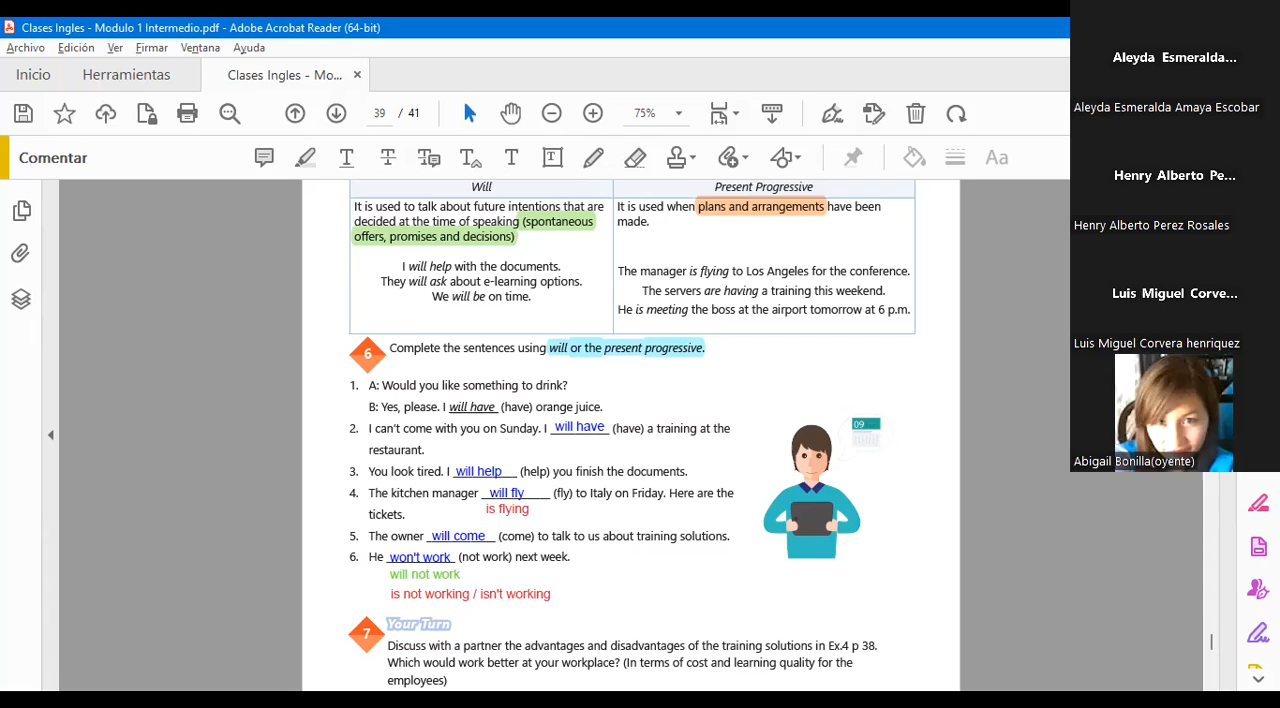 Clases Ingles - Modulo 1 Intermedio.pdf - Adobe Acrobat Reader (64-bit)
Archivo Edición Ver Firmar Ventana Ayuda
Inicio Herramientas Clases Ingles - Mo... ×
39 / 41 75%
Comentar
Will Present Progressive
It is used to talk about future intentions that are
decided at the time of speaking (spontaneous
offers, promises and decisions)
I will help with the documents.
They will ask about e-learning options.
We will be on time.
It is used when plans and arrangements have been
made.
The manager is flying to Los Angeles for the conference.
The servers are having a training this weekend.
He is meeting the boss at the airport tomorrow at 6 p.m.
6 Complete the sentences using will or the present progressive.
1. A: Would you like something to drink?
B: Yes, please. I will have (have) orange juice.
2. I can't come with you on Sunday. I will have (have) a training at the
restaurant.
3. You look tired. I will help (help) you finish the documents.
4. The kitchen manager will fly (fly) to Italy on Friday. Here are the
tickets. is flying
5. The owner will come (come) to talk to us about training solutions.
6. He won't work (not work) next week.
will not work
is not working / isn't working
09
7 Your Turn
Discuss with a partner the advantages and disadvantages of the training solutions in Ex.4 p 38.
Which would work better at your workplace? (In terms of cost and learning quality for the
employees)
Aleyda Esmeralda...
Aleyda Esmeralda Amaya Escobar
Henry Alberto Pe...
Henry Alberto Perez Rosales
Luis Miguel Corve...
Luis Miguel Corvera henriquez
Abigail Bonilla(oyente)